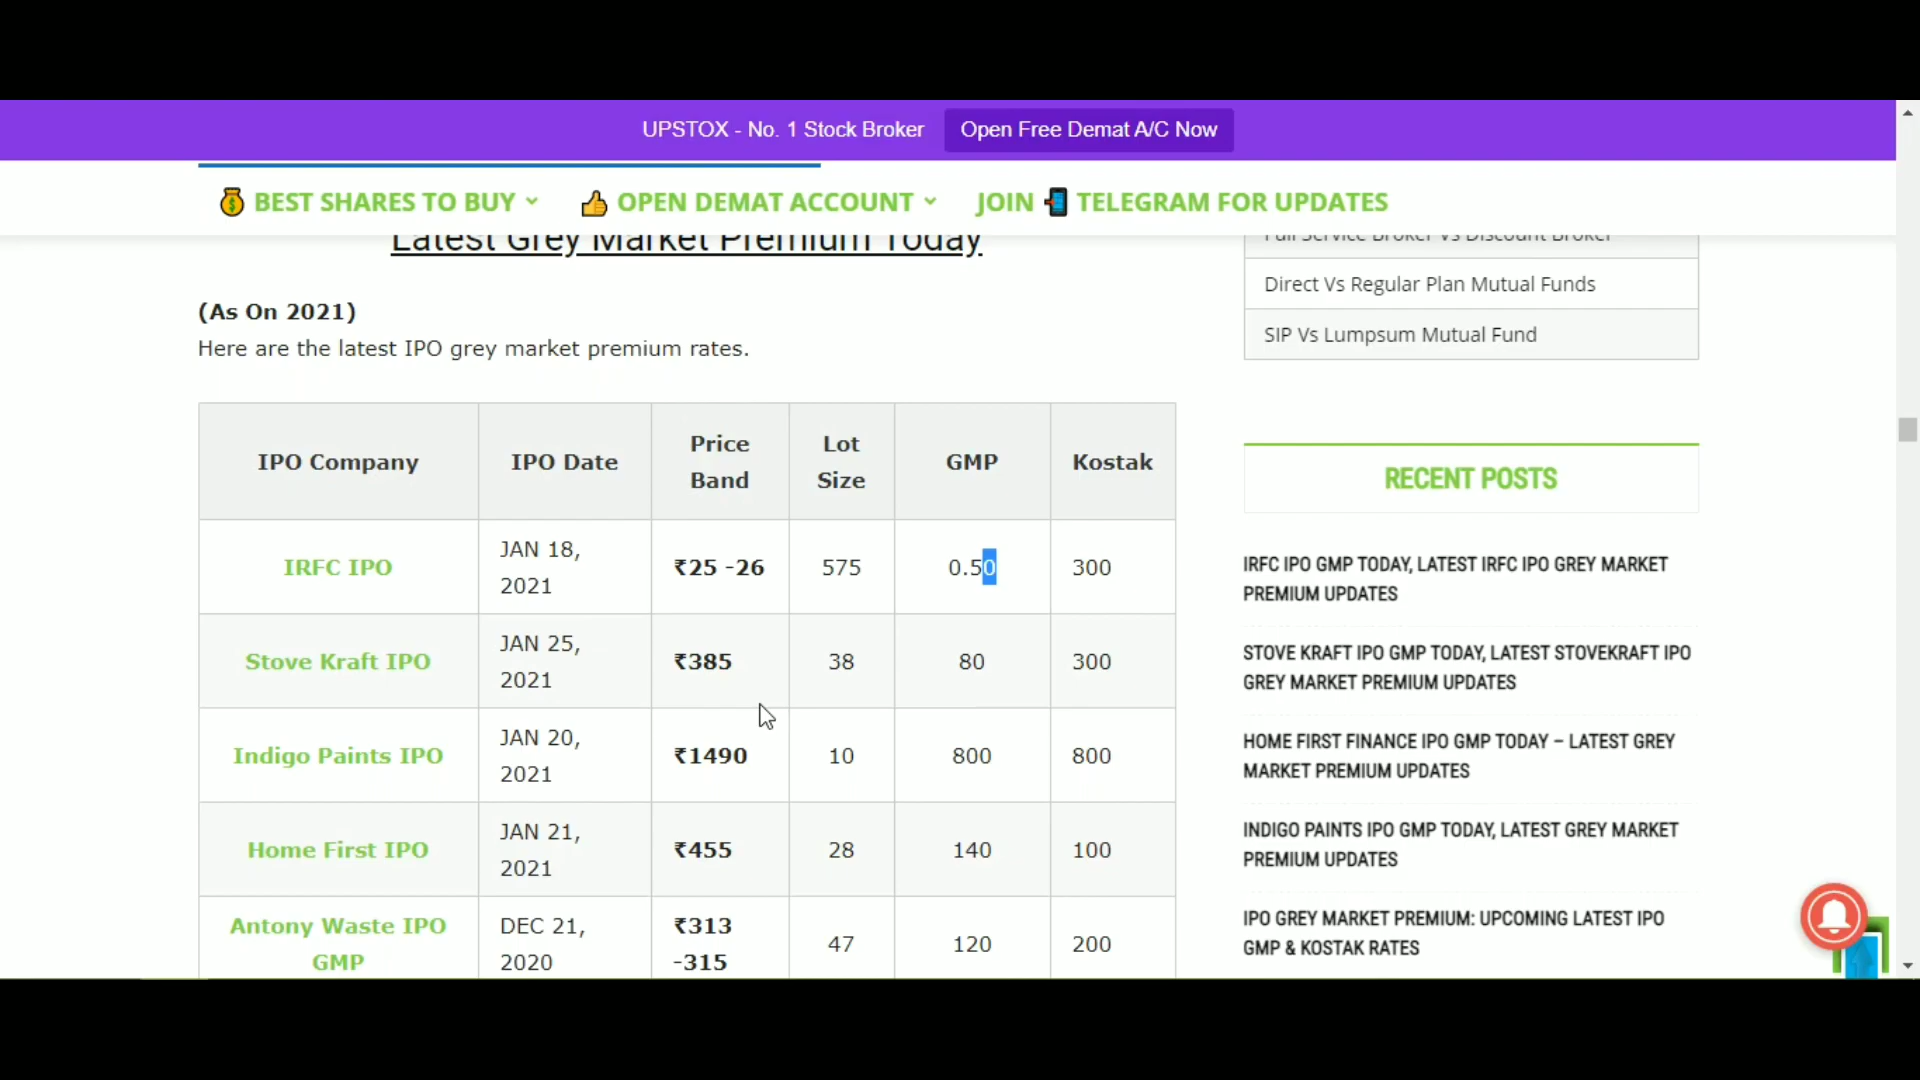 UPSTOX - No. 1 Stock Broker Open Free Demat A/C Now
BEST SHARES TO BUY OPEN DEMAT ACCOUNT JOIN TELEGRAM FOR UPDATES
Latest Grey Market Premium Today
(As On 2021)
Here are the latest IPO grey market premium rates.
IPO Company IPO Date Price Band Lot Size GMP Kostak
IRFC IPO JAN 18, 2021 ₹25 -26 575 0.50 300
Stove Kraft IPO JAN 25, 2021 ₹385 38 80 300
Indigo Paints IPO JAN 20, 2021 ₹1490 10 800 800
Home First IPO JAN 21, 2021 ₹455 28 140 100
Antony Waste IPO GMP DEC 21, 2020 ₹313 -315 47 120 200
Full Service Broker Vs Discount Broker
Direct Vs Regular Plan Mutual Funds
SIP Vs Lumpsum Mutual Fund
RECENT POSTS
IRFC IPO GMP TODAY, LATEST IRFC IPO GREY MARKET
PREMIUM UPDATES
STOVE KRAFT IPO GMP TODAY, LATEST STOVEKRAFT IPO
GREY MARKET PREMIUM UPDATES
HOME FIRST FINANCE IPO GMP TODAY – LATEST GREY
MARKET PREMIUM UPDATES
INDIGO PAINTS IPO GMP TODAY, LATEST GREY MARKET
PREMIUM UPDATES
IPO GREY MARKET PREMIUM: UPCOMING LATEST IPO
GMP & KOSTAK RATES